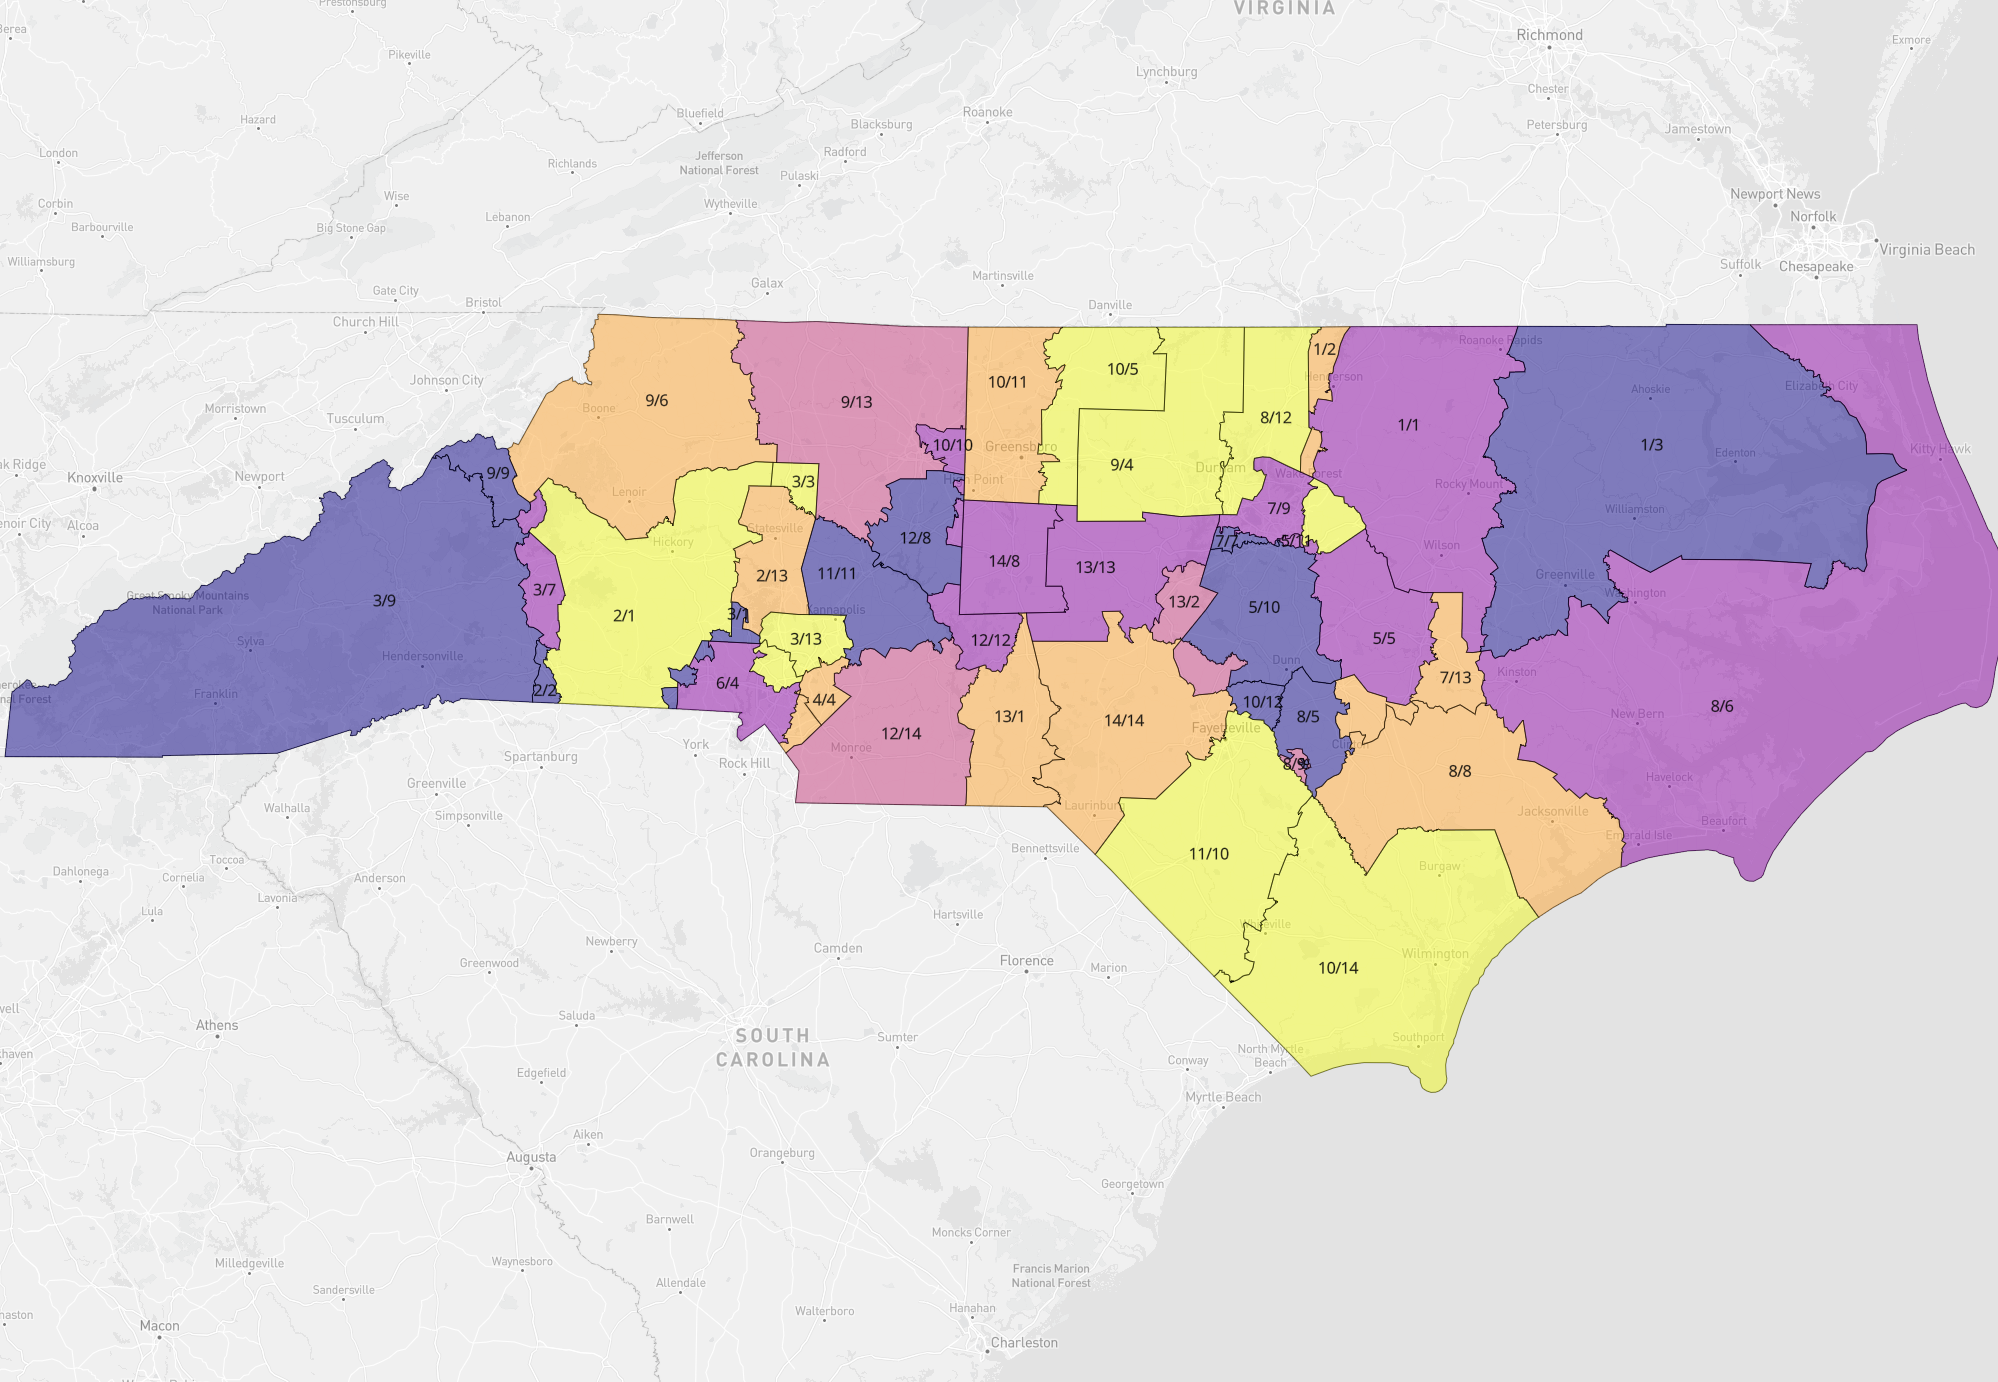 VIRGINIA
Prestonsburg
Berea
Pikeville
Richmond
Exmore
Lynchburg
Chester
Hazard
Bluefield
Roanoke
Blacksburg
Petersburg
Jamestown
London
Richlands
Jefferson
National Forest
Radford
Pulaski
Wise
Corbin
Lebanon
Wytheville
Newport News
Norfolk
Barbourville
Big Stone Gap
Virginia Beach
Williamsburg
Martinsville
Suffolk
Chesapeake
Gate City
Bristol
Galax
Danville
Church Hill
Roanoke Rapids
1/2
Johnson City
10/5
10/11
Henderson
Ahoskie
Elizabeth City
9/6
9/13
Boone
Morristown
Tusculum
8/12
1/1
1/3
10/10
Greensboro
Kitty Hawk
Edenton
ak Ridge
Knoxville
Newport
9/9
9/4
Durham
Wake Forest
3/3
High Point
Rocky Mount
Lenoir
7/9
Williamston
enoir City
Alcoa
Statesville
Hickory
12/8
7/7
5/11
Wilson
14/8
13/13
2/13
11/11
Greenville
3/7
Great Smoky Mountains
National Park
3/9
Washington
13/2
5/10
2/1
3/1
Kannapolis
Sylva
3/13
12/12
5/5
Hendersonville
Dunn
Kinston
7/13
6/4
2/2
Franklin
4/4
10/12
8/5
8/6
13/1
14/14
New Bern
Fayetteville
12/14
Clinton
York
Monroe
Spartanburg
Rock Hill
8/9
8/8
Havelock
Greenville
Laurinburg
Jacksonville
Walhalla
Simpsonville
Beaufort
Emerald Isle
Bennettsville
11/10
Toccoa
Burgaw
Dahlonega
Cornelia
Anderson
Lavonia
Lula
Hartsville
Whiteville
Newberry
Camden
Wilmington
Greenwood
Florence
Marion
10/14
Saluda
Athens
SOUTH
CAROLINA
Sumter
Southport
North Myrtle
Beach
Conway
Edgefield
Myrtle Beach
Aiken
Orangeburg
Augusta
Georgetown
Barnwell
Moncks Corner
Milledgeville
Waynesboro
Francis Marion
National Forest
Sandersville
Allendale
Walterboro
Hanahan
Macon
Charleston